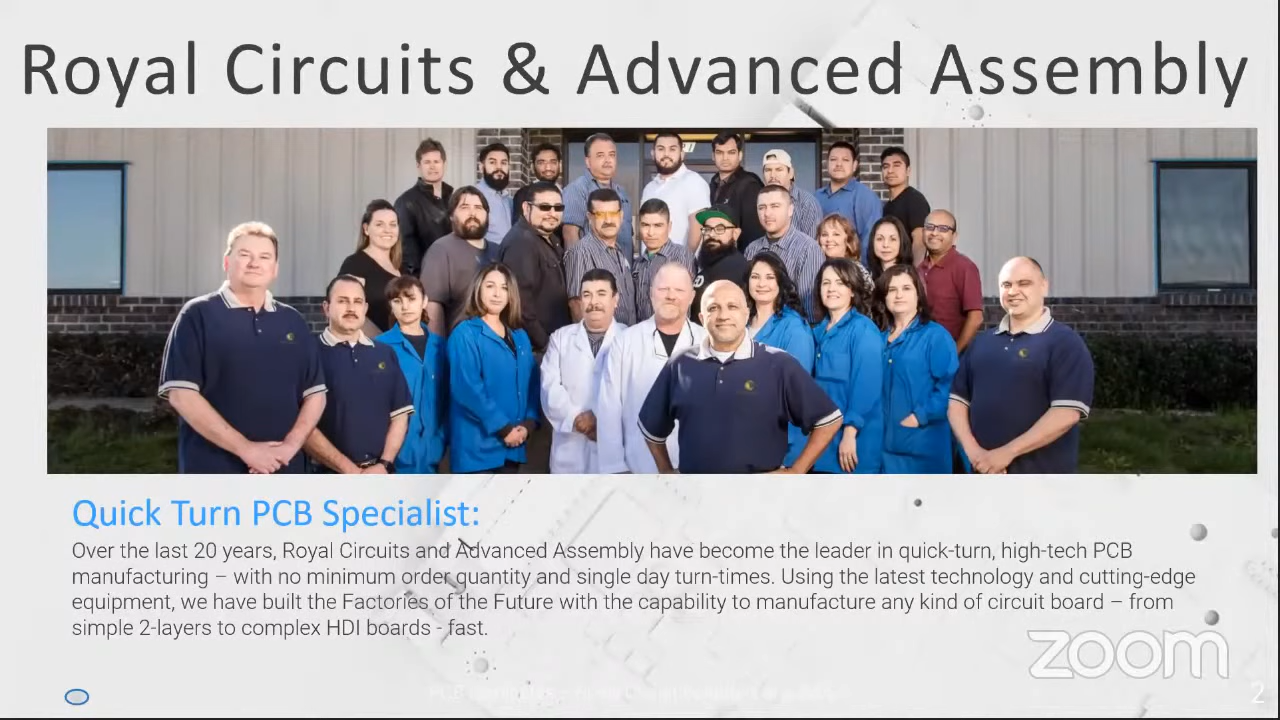 Royal Circuits & Advanced Assembly
Quick Turn PCB Specialist:
Over the last 20 years, Royal Circuits and Advanced Assembly have become the leader in quick-turn, high-tech PCB
manufacturing – with no minimum order quantity and single day turn-times. Using the latest technology and cutting-edge
equipment, we have built the Factories of the Future with the capability to manufacture any kind of circuit board – from
simple 2-layers to complex HDI boards - fast.
zoom
2